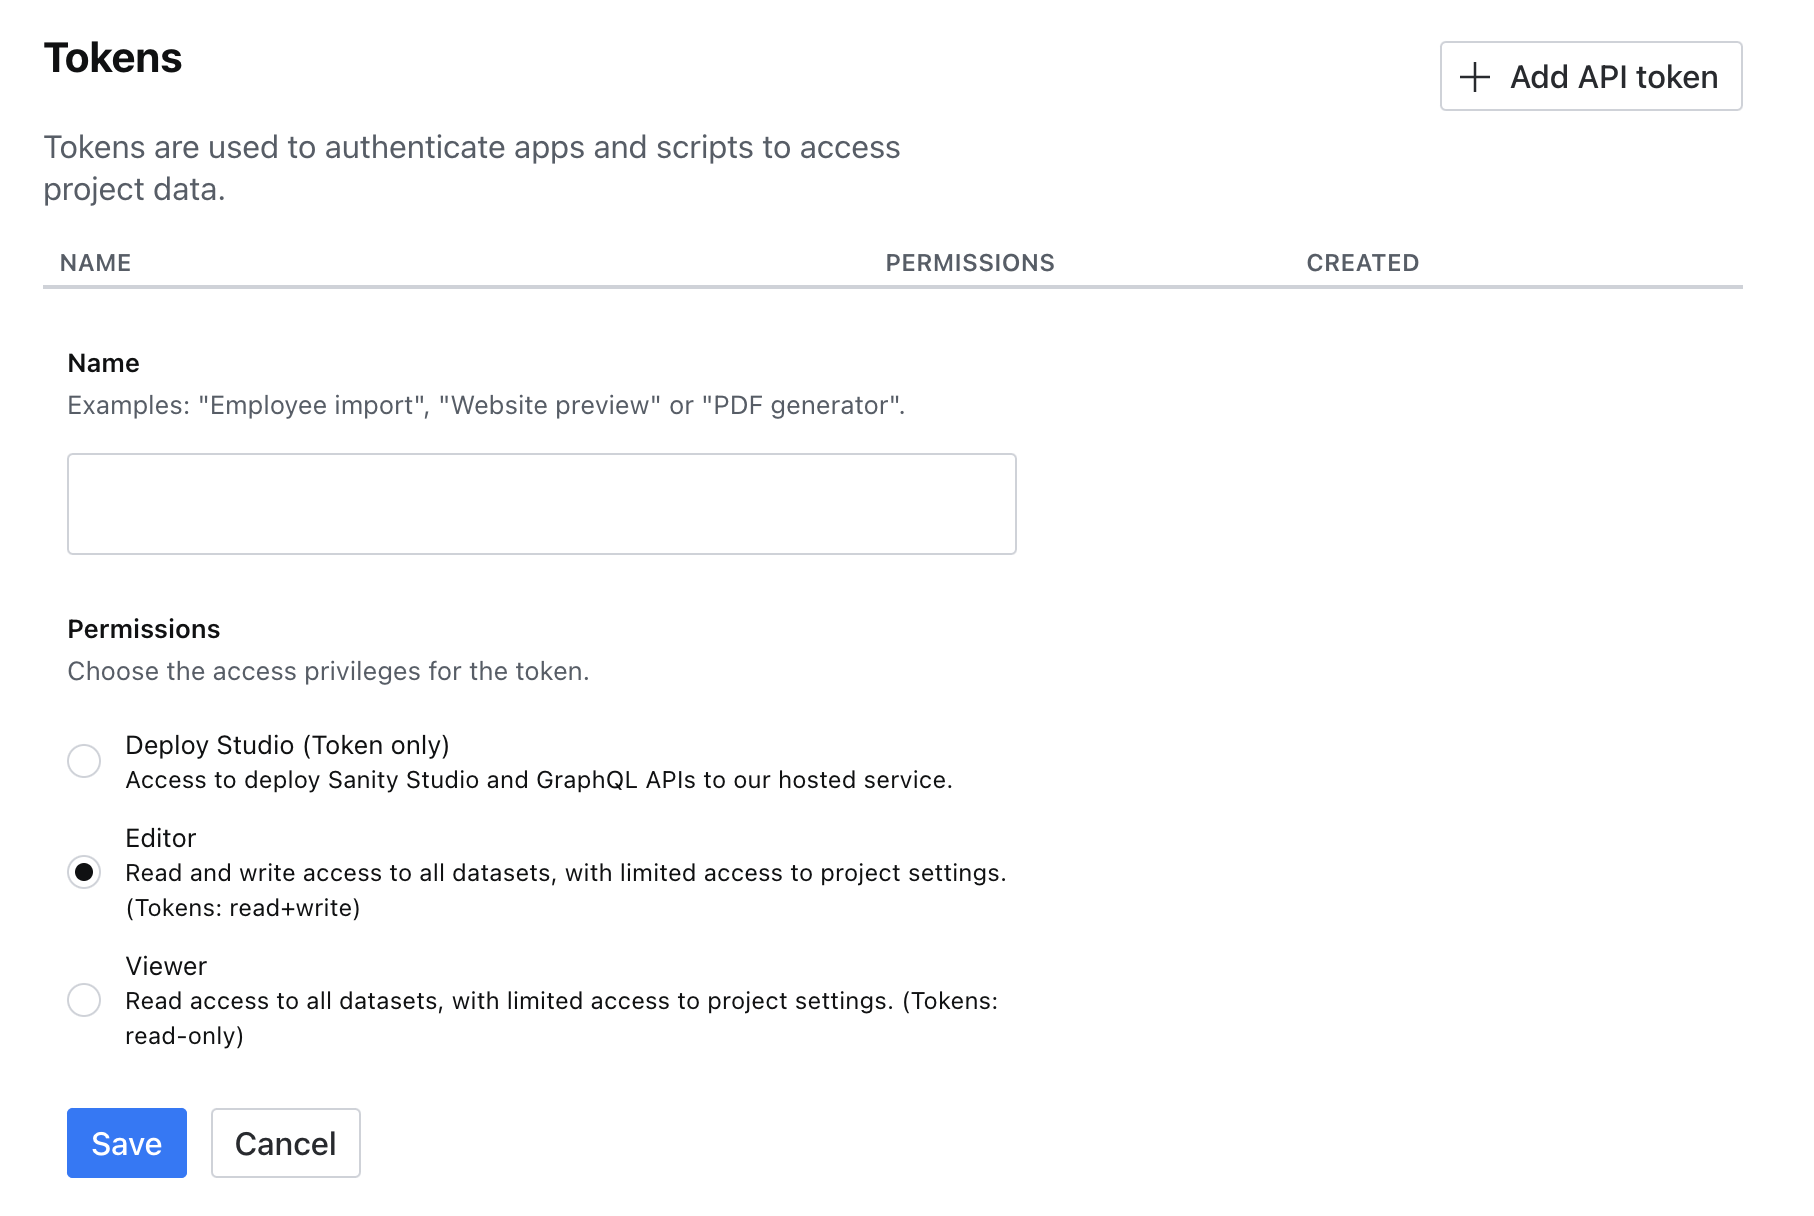 Tokens
Add API token
Tokens are used to authenticate apps and scripts to access
project data.
NAME PERMISSIONS CREATED
Name
Examples: "Employee import", "Website preview" or "PDF generator".
Permissions
Choose the access privileges for the token.
Deploy Studio (Token only)
Access to deploy Sanity Studio and GraphQL APIs to our hosted service.
Editor
Read and write access to all datasets, with limited access to project settings.
(Tokens: read+write)
Viewer
Read access to all datasets, with limited access to project settings. (Tokens:
read-only)
Save Cancel